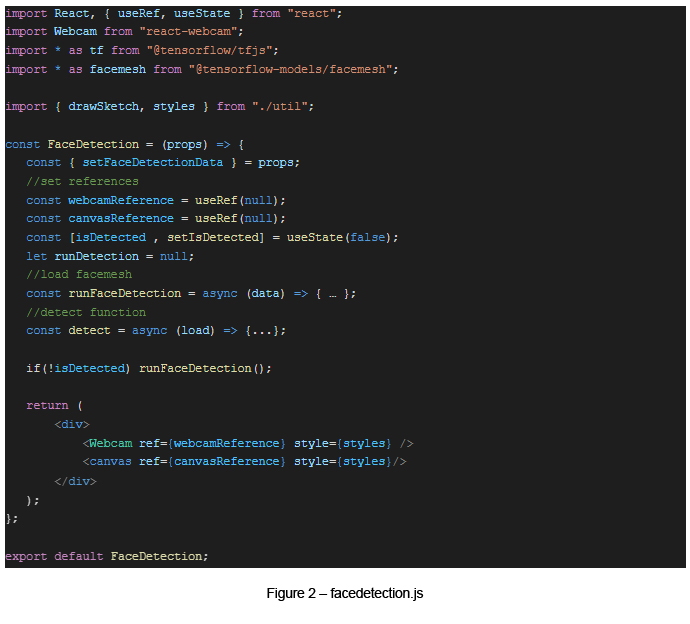 import React, { useRef, useState } from "react";
import Webcam from "react-webcam";
import * as tf from "@tensorflow/tfjs";
import * as facemesh from "@tensorflow-models/facemesh";
import { drawSketch, styles } from "./util";
const FaceDetection = (props) => {
const { setFaceDetectionData } = props;
//set references
const webcamReference = useRef(null);
const canvasReference = useRef(null);
const [isDetected , setIsDetected] = useState(false);
let runDetection = null;
//load facemesh
const runFaceDetection = async (data) => { … };
//detect function
const detect = async (load) => {...};
if(!isDetected) runFaceDetection();
return (
<div>
<Webcam ref={webcamReference} style={styles} />
<canvas ref={canvasReference} style={styles}/>
</div>
);
};
export default FaceDetection;
Figure 2 – facedetection.js